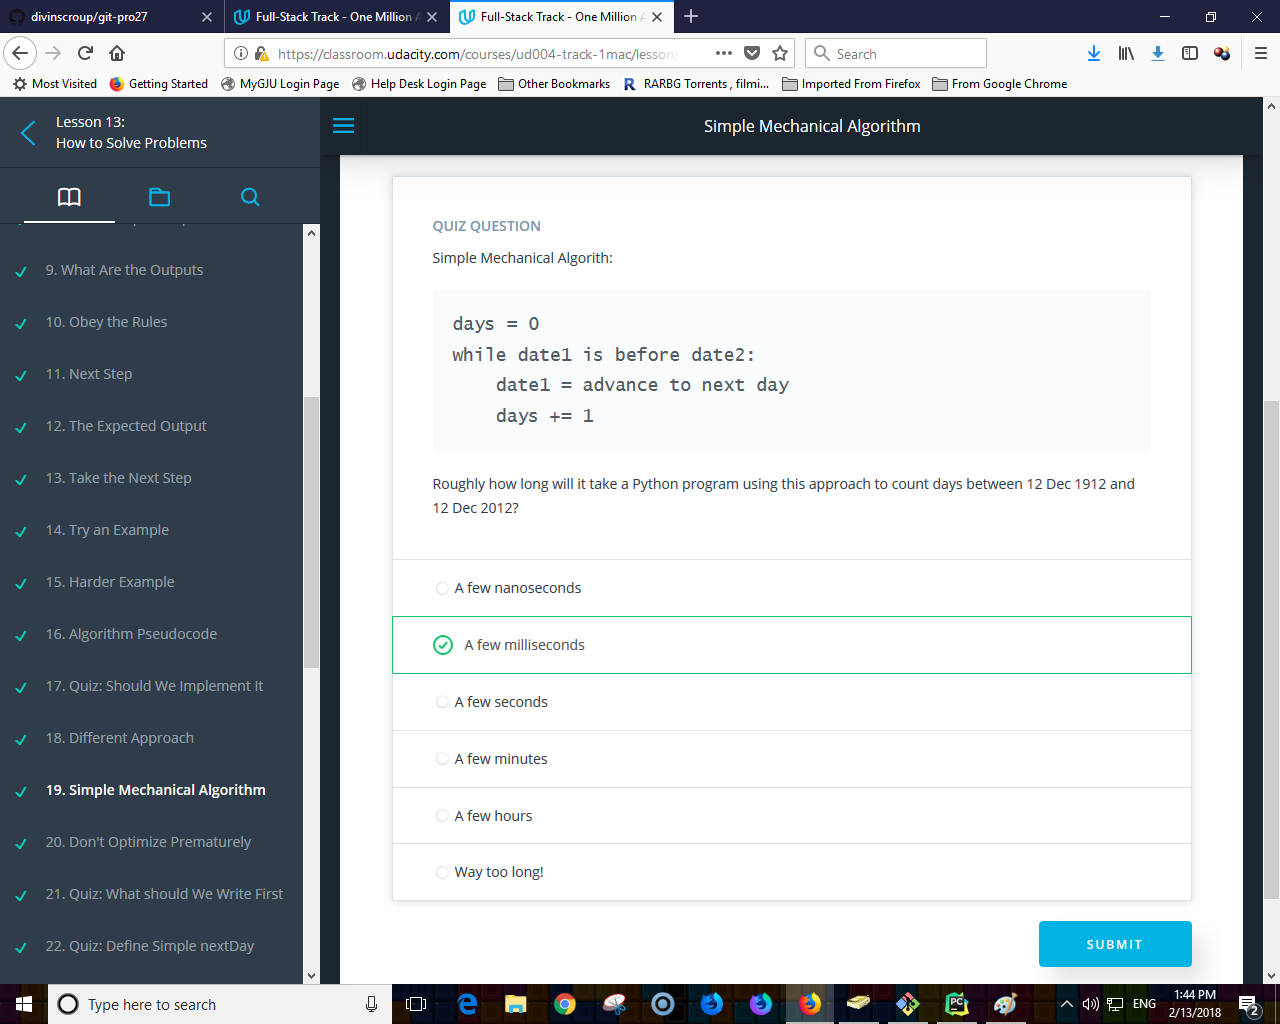 divinscroup/git-pro27
Full-Stack Track - One Million A
Full-Stack Track - One Million A
https://classroom.udacity.com/courses/ud004-track-1mac/lesson
Search
Most Visited
Getting Started
MyGJU Login Page
Help Desk Login Page
Other Bookmarks
R RARBG Torrents , filmi...
Imported From Firefox
From Google Chrome
Lesson 13:
How to Solve Problems
Simple Mechanical Algorithm
9. What Are the Outputs
10. Obey the Rules
11. Next Step
12. The Expected Output
13. Take the Next Step
14. Try an Example
15. Harder Example
16. Algorithm Pseudocode
17. Quiz: Should We Implement It
18. Different Approach
19. Simple Mechanical Algorithm
20. Don't Optimize Prematurely
21. Quiz: What should We Write First
22. Quiz: Define Simple nextDay
QUIZ QUESTION
Simple Mechanical Algorith:
days = 0
while date1 is before date2:
date1 = advance to next day
days += 1
Roughly how long will it take a Python program using this approach to count days between 12 Dec 1912 and
12 Dec 2012?
A few nanoseconds
A few milliseconds
A few seconds
A few minutes
A few hours
Way too long!
SUBMIT
Type here to search
PC
ENG
1:44 PM
2/13/2018
2